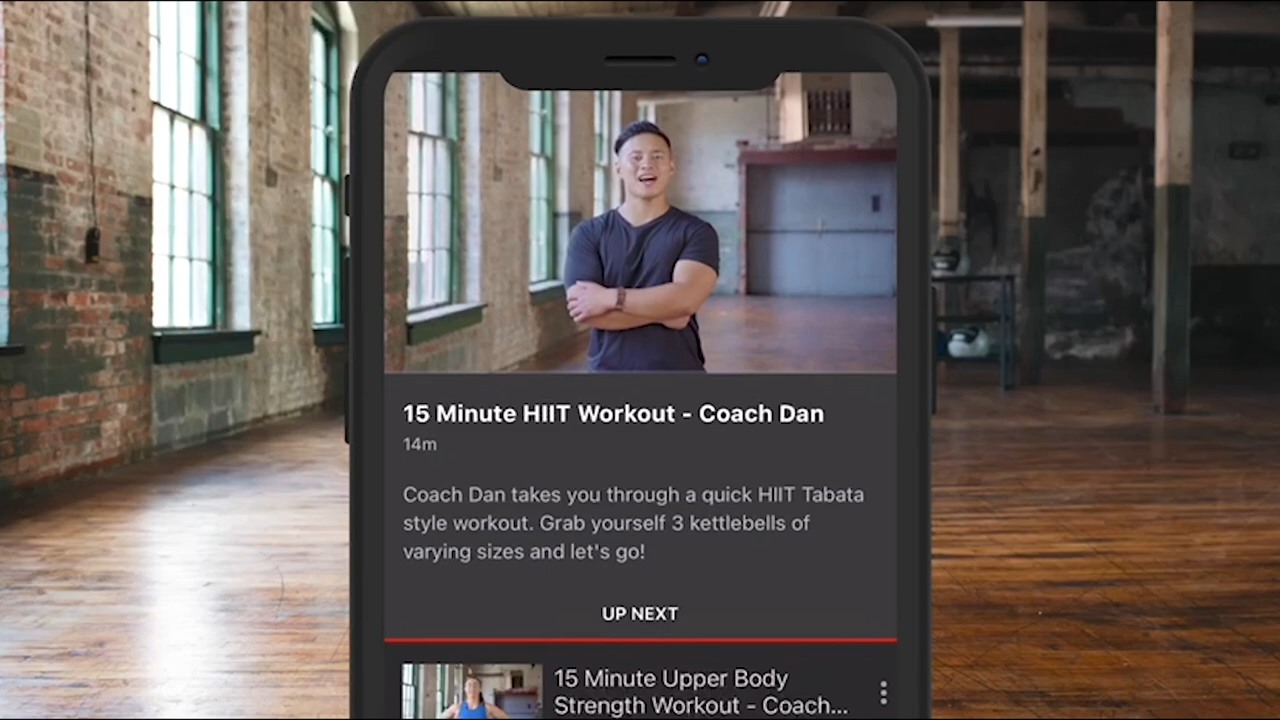 15 Minute HIIT Workout - Coach Dan
14m
Coach Dan takes you through a quick HIIT Tabata
style workout. Grab yourself 3 kettlebells of
varying sizes and let's go!
UP NEXT
15 Minute Upper Body
Strength Workout - Coach...